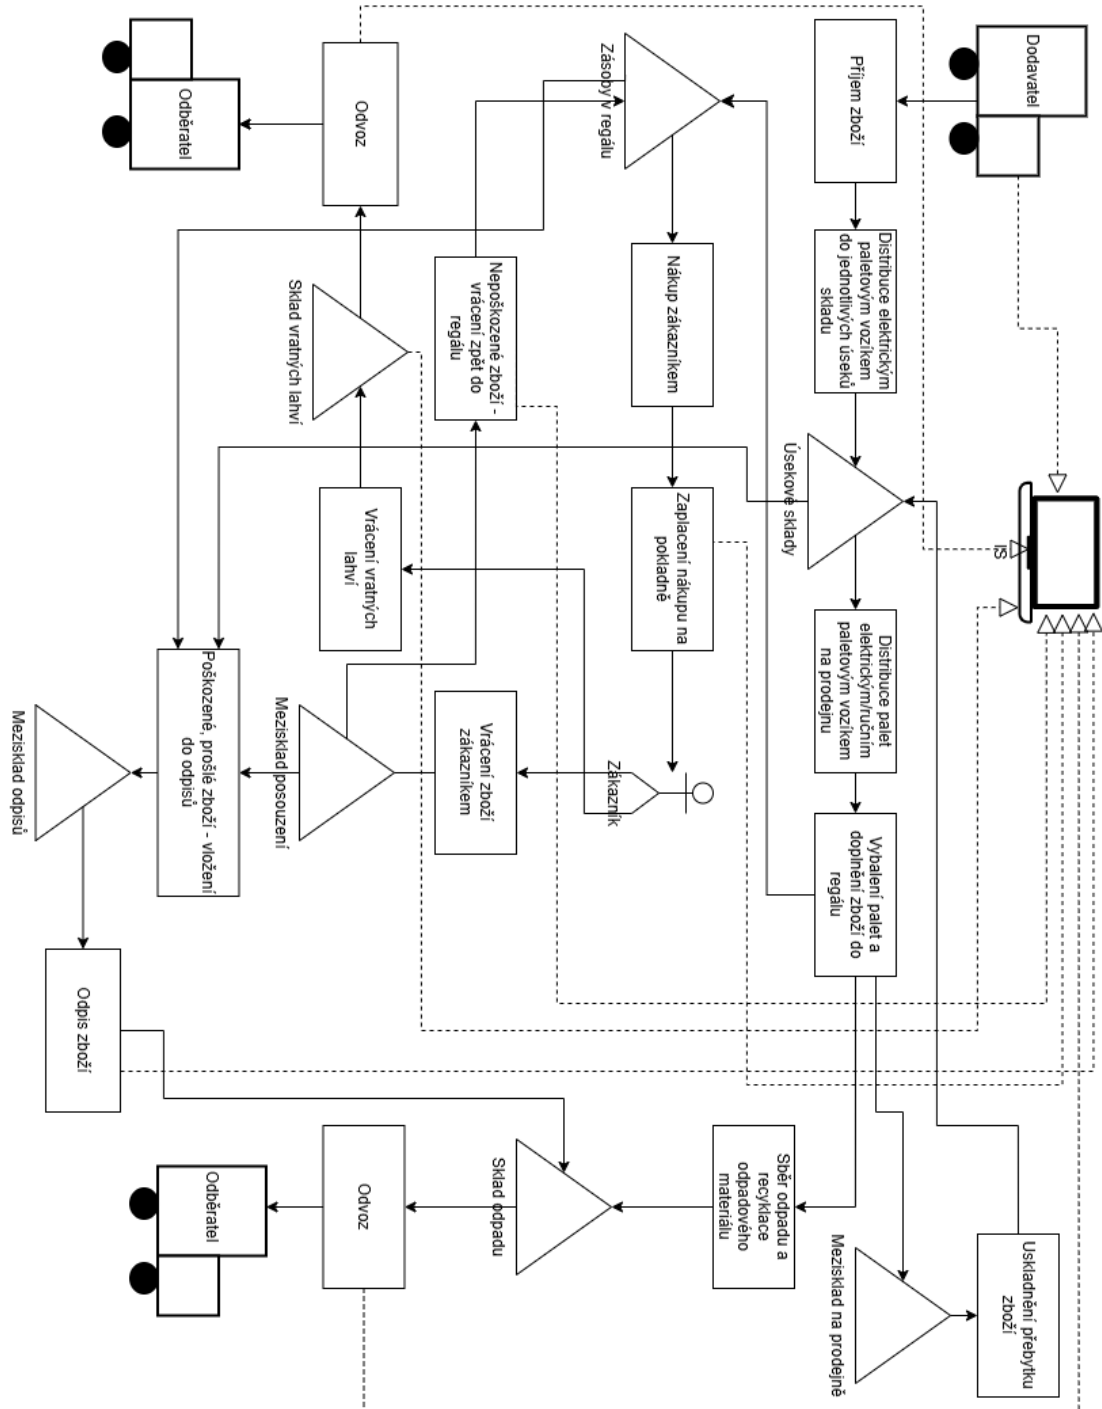 Dodavatel
IS
Uskladnění přebytku
zboží
Příjem zboží
Distribuce elektrickým
paletovým vozíkem
do jednotlivých úseků
skladu
Úsekové sklady
Distribuce palet
elektrickým/ručním
paletovým vozíkem
na prodejnu
Vybalení palet a
doplnění zboží do
regálu
Mezisklad na prodejně
Zásoby v regálu
Nákup zákazníkem
Zaplacení nákupu na
pokladně
Zákazník
Sběr odpadu a
recyklace
odpadového
materiálu
Nepoškozené zboží -
vrácení zpět do
regálu
Vrácení zboží
zákazníkem
Sklad odpadu
Odvoz
Sklad vratných lahví
Vrácení vratných
lahví
Mezisklad posouzení
Odvoz
Odběratel
Poškozené, prošlé zboží - vložení
do odpisů
Odběratel
Mezisklad odpisů
Odpis zboží